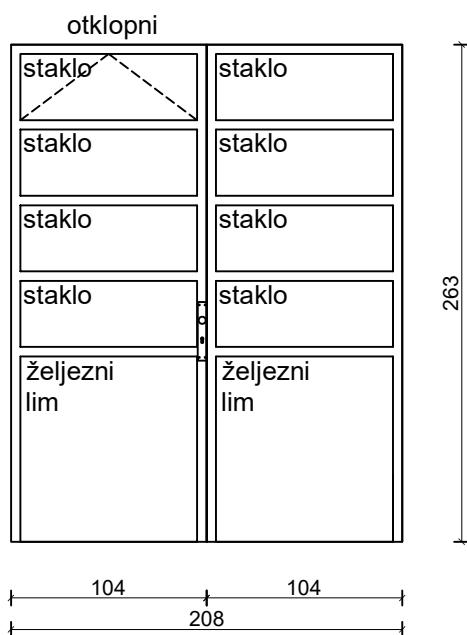 otklopni
staklo staklo
staklo staklo
staklo staklo
staklo staklo
željezni željezni
lim lim
263
104 104
208